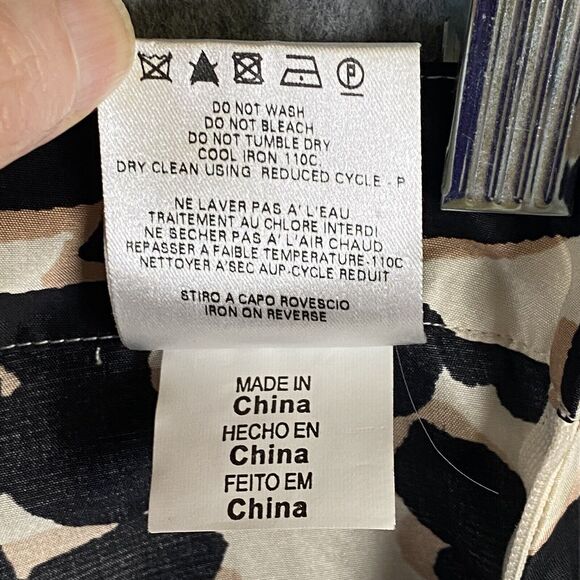 P
DO NOT WASH
DO NOT BLEACH
DO NOT TUMBLE DRY
COOL IRON 110C.
DRY CLEAN USING REDUCED CYCLE - P
NE LAVER PAS A' L'EAU
TRAITEMENT AU CHLORE INTERDI
NE SECHER PAS A' L'AIR CHAUD
REPASSER A FAIBLE TEMPERATURE-110C
NETTOYER A'SEC AUP-CYCLE REDUIT
STIRO A CAPO ROVESCIO
IRON ON REVERSE
MADE IN
China
HECHO EN
China
FEITO EM
China